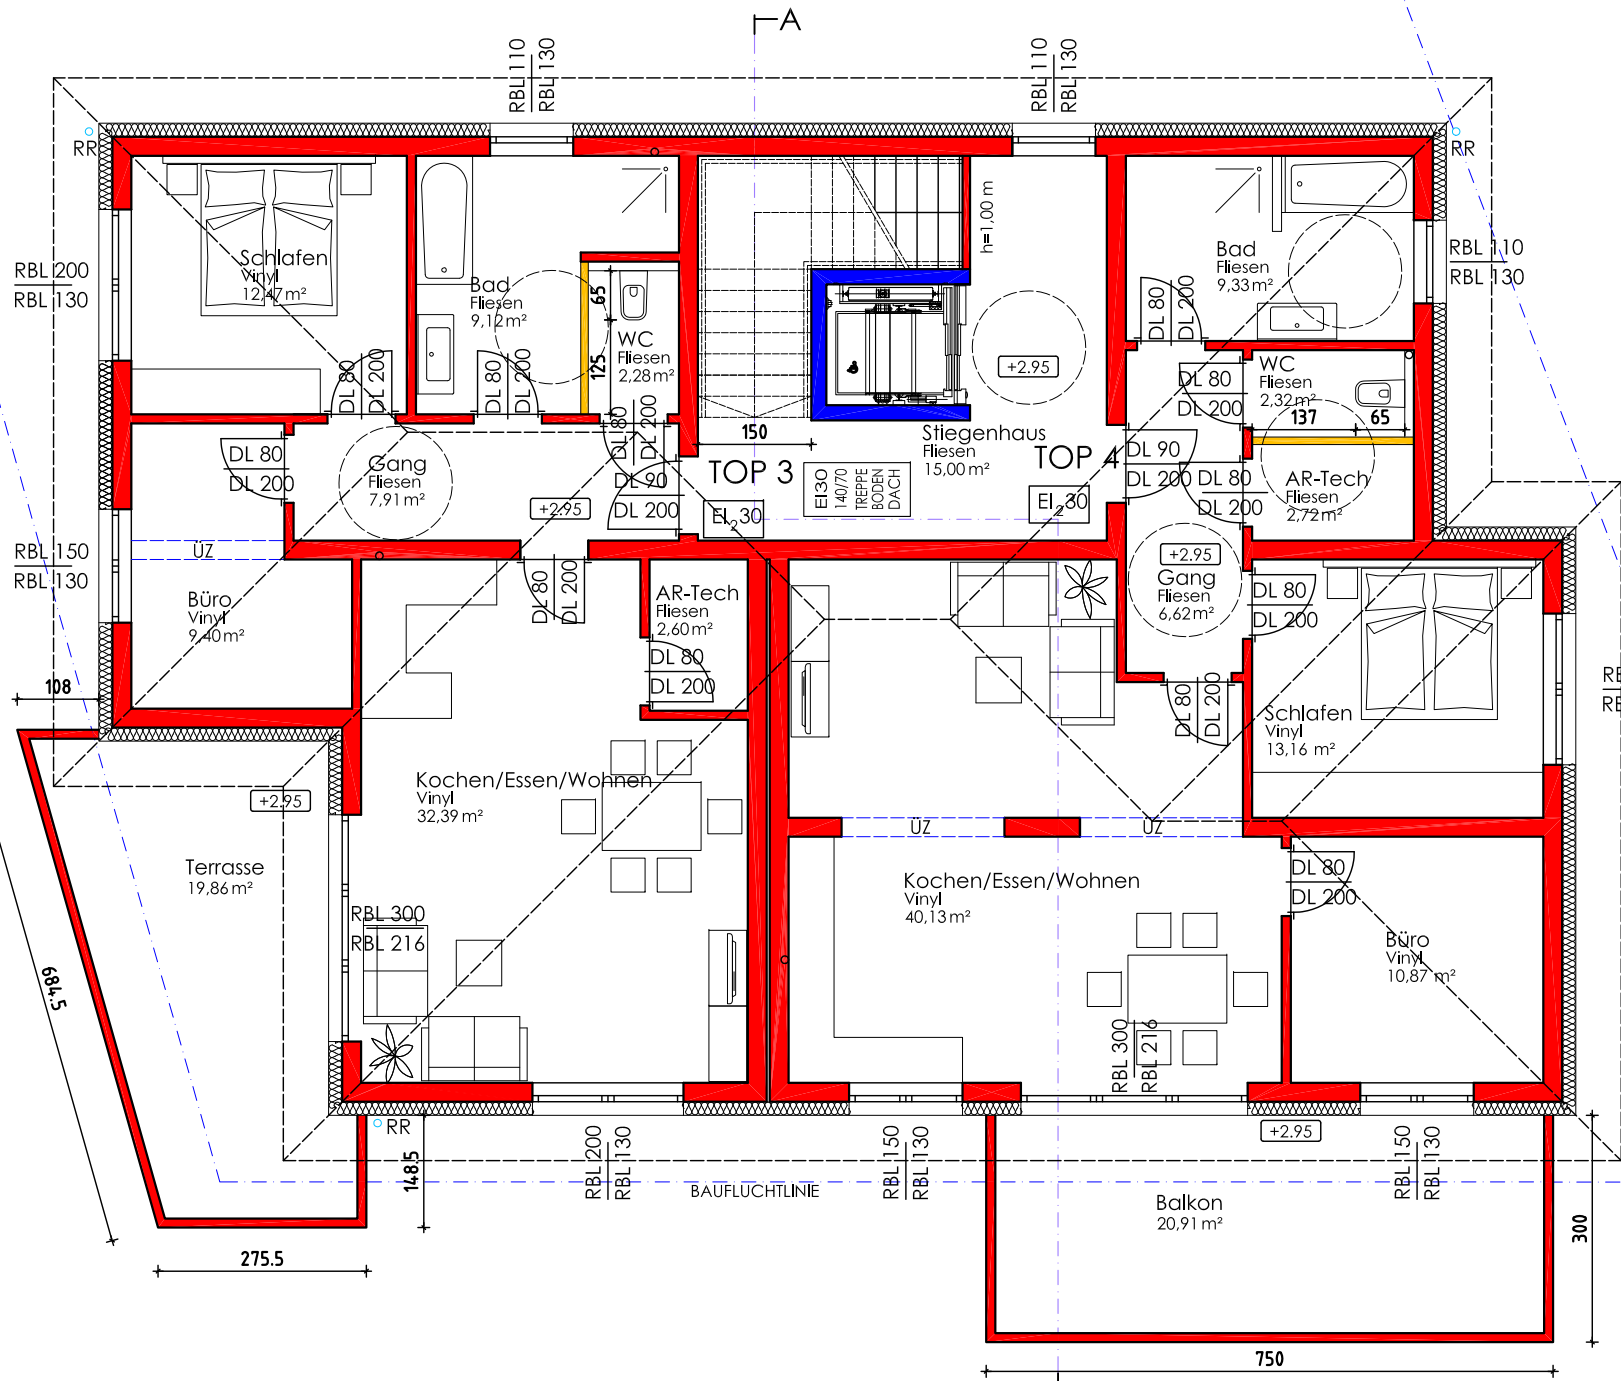 A
RBL 110
RBL 130
RBL 110
RBL 130
RR
RR
RBL 200
RBL 130
Schlafen
Vinyl
12,47 m²
Bad
Fliesen
9,12 m²
65
125
WC
Fliesen
2,28 m²
DL 80
DL 200
DL 80
DL 200
DL 80
DL 200
h=1,00 m
+2.95
Bad
Fliesen
9,33 m²
DL 80
DL 200
RBL 110
RBL 130
WC
Fliesen
2,32 m²
137
65
DL 80
DL 200
150
Stiegenhaus
Fliesen
15,00 m²
TOP 3
TOP 4
EI30
140/70
TREPPE
BODEN
DACH
EI₂30
EI₂30
DL 90
DL 200
DL 90
DL 200
DL 80
DL 200
AR-Tech
Fliesen
2,72 m²
Gang
Fliesen
7,91 m²
+2.95
DL 80
DL 200
RBL 150
RBL 130
ÜZ
Büro
Vinyl
9,40 m²
DL 80
DL 200
AR-Tech
Fliesen
2,60 m²
DL 80
DL 200
+2.95
Gang
Fliesen
6,62 m²
DL 80
DL 200
DL 80
DL 200
Schlafen
Vinyl
13,16 m²
108
+2.95
Terrasse
19,86 m²
684.5
Kochen/Essen/Wohnen
Vinyl
32,39 m²
RBL 300
RBL 216
ÜZ
ÜZ
Kochen/Essen/Wohnen
Vinyl
40,13 m²
DL 80
DL 200
Büro
Vinyl
10,87 m²
RBL 300
RBL 216
RR
148.5
275.5
RBL 200
RBL 130
BAUFLUCHTLINIE
RBL 150
RBL 130
+2.95
RBL 150
RBL 130
Balkon
20,91 m²
300
750